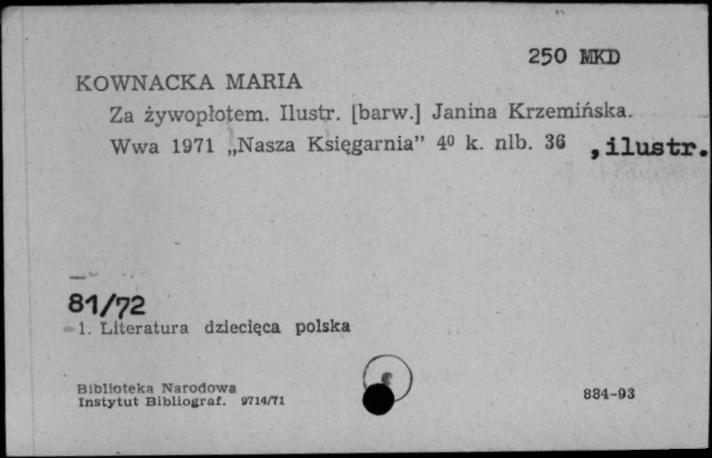 250 MKD
KOWNACKA MARIA
Za żywopłotem. Ilustr. [barw.] Janina Krzemińska.
Wwa 1971 „Nasza Księgarnia” 4⁰ k. nlb. 36 , ilustr.
81/72
1. Literatura dziecięca polska
Biblioteka Narodowa
Instytut Bibliograf. 9714/71
884-93